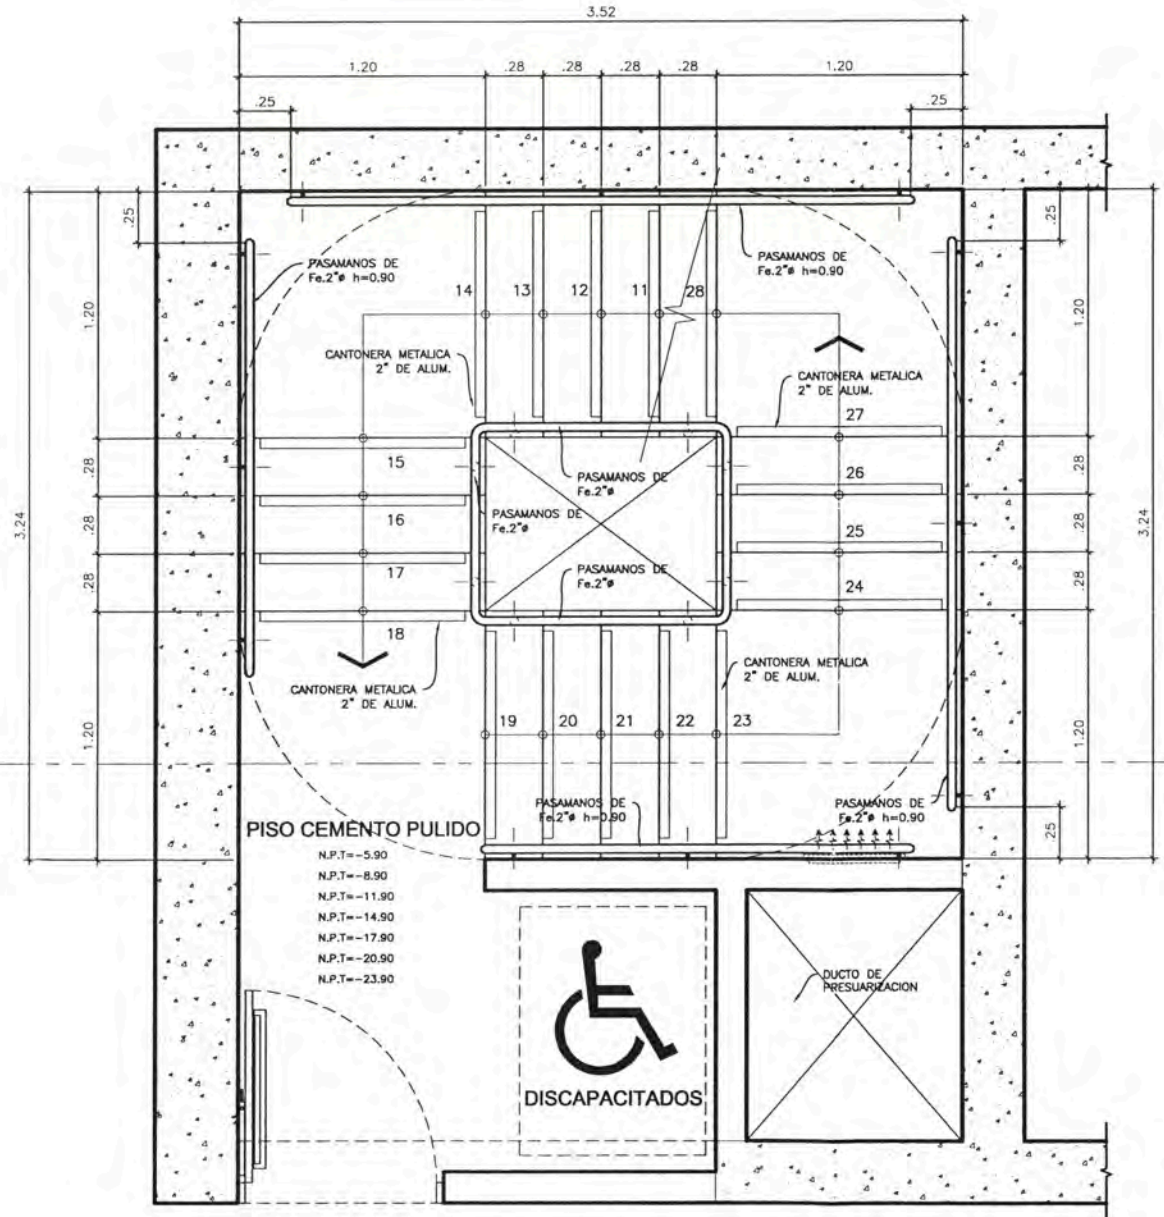 3.52
1.20 .28 .28 .28 .28 1.20
.25 .25
.25 .25
PASAMANOS DE
Fe.2"ø h=0.90
PASAMANOS DE
Fe.2"ø h=0.90
14 13 12 11 28
1.20 1.20
CANTONERA METALICA
2" DE ALUM.
CANTONERA METALICA
2" DE ALUM.
27
15 26
.28 .28
PASAMANOS DE
Fe.2"ø
PASAMANOS DE
Fe.2"ø
16 25
3.24 .28 .28 3.24
17 24
.28 .28
PASAMANOS DE
Fe.2"ø
18
CANTONERA METALICA
2" DE ALUM.
CANTONERA METALICA
2" DE ALUM.
19 20 21 22 23
1.20 1.20
PASAMANOS DE
Fe.2"ø h=0.90
PASAMANOS DE
Fe.2"ø h=0.90
.25
PISO CEMENTO PULIDO
N.P.T=-5.90
N.P.T=-8.90
N.P.T=-11.90
N.P.T=-14.90
N.P.T=-17.90
N.P.T=-20.90
N.P.T=-23.90
DUCTO DE
PRESUARIZACION
DISCAPACITADOS